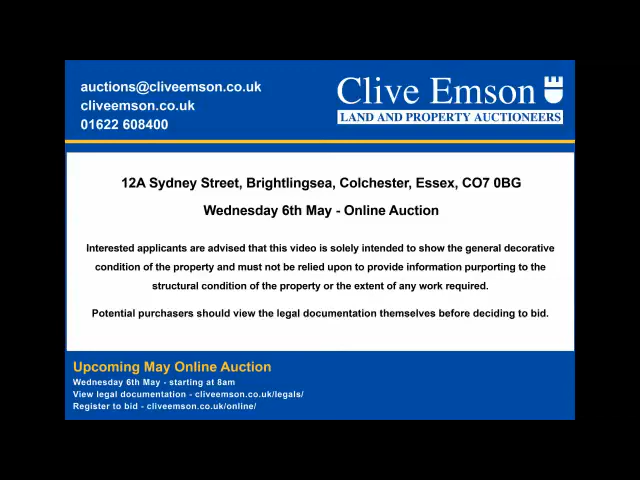 auctions@cliveemson.co.uk
cliveemson.co.uk
01622 608400
Clive Emson
LAND AND PROPERTY AUCTIONEERS
12A Sydney Street, Brightlingsea, Colchester, Essex, CO7 0BG
Wednesday 6th May - Online Auction
Interested applicants are advised that this video is solely intended to show the general decorative
condition of the property and must not be relied upon to provide information purporting to the
structural condition of the property or the extent of any work required.
Potential purchasers should view the legal documentation themselves before deciding to bid.
Upcoming May Online Auction
Wednesday 6th May - starting at 8am
View legal documentation - cliveemson.co.uk/legals/
Register to bid - cliveemson.co.uk/online/